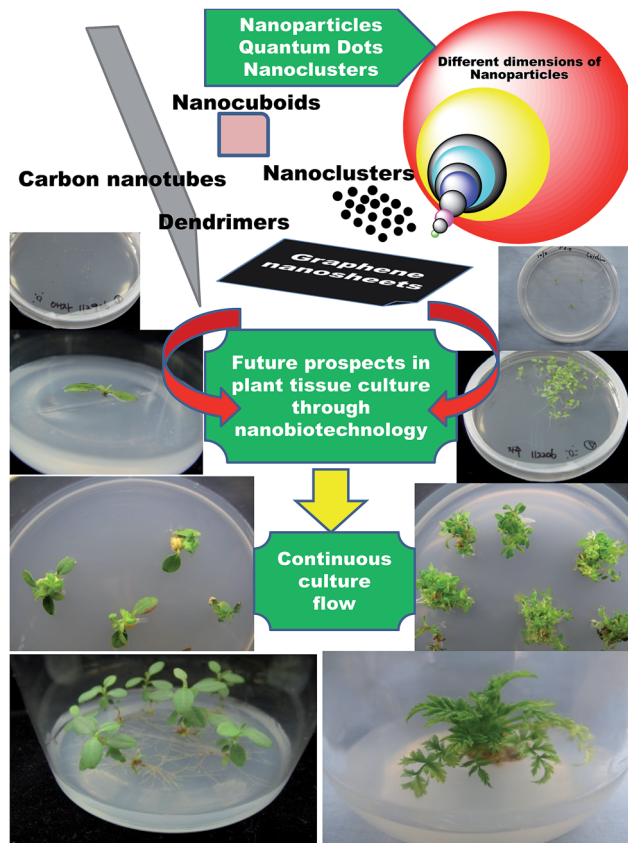 Nanoparticles
Quantum Dots
Nanoclusters
Different dimensions of
Nanoparticles
Nanocuboids
Carbon nanotubes
Nanoclusters
Dendrimers
Graphene
nanosheets
Future prospects in
plant tissue culture
through
nanobiotechnology
Continuous
culture
flow